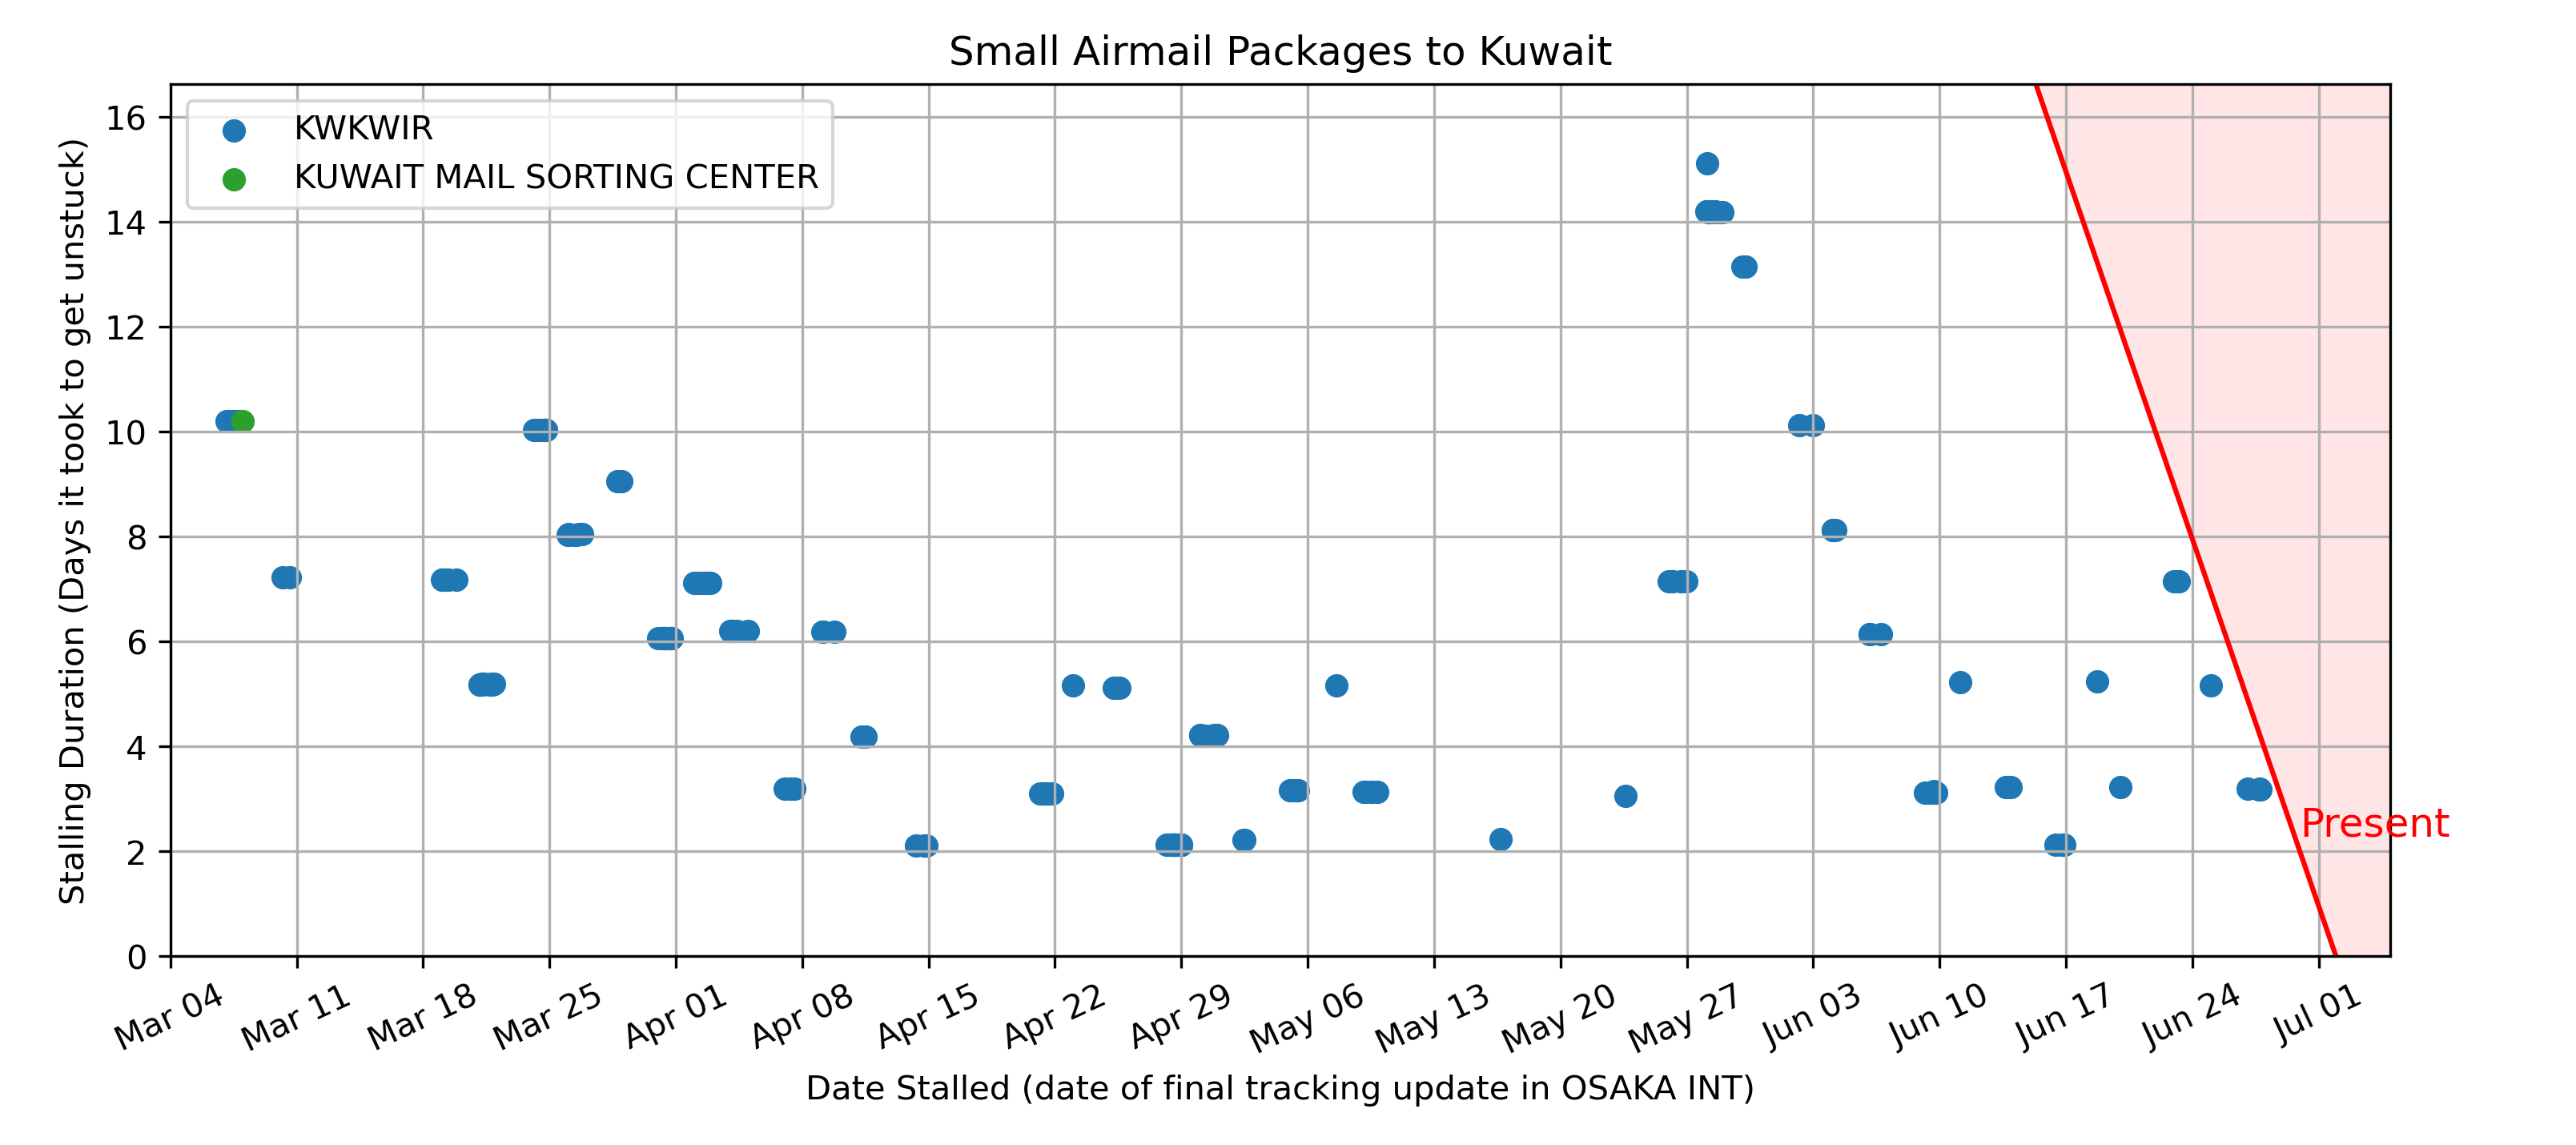 Small Airmail Packages to Kuwait
KWKWIR
KUWAIT MAIL SORTING CENTER
Stalling Duration (Days it took to get unstuck)
16
14
12
10
8
6
4
2
0
Present
Mar 04
Mar 11
Mar 18
Mar 25
Apr 01
Apr 08
Apr 15
Apr 22
Apr 29
May 06
May 13
May 20
May 27
Jun 03
Jun 10
Jun 17
Jun 24
Jul 01
Date Stalled (date of final tracking update in OSAKA INT)